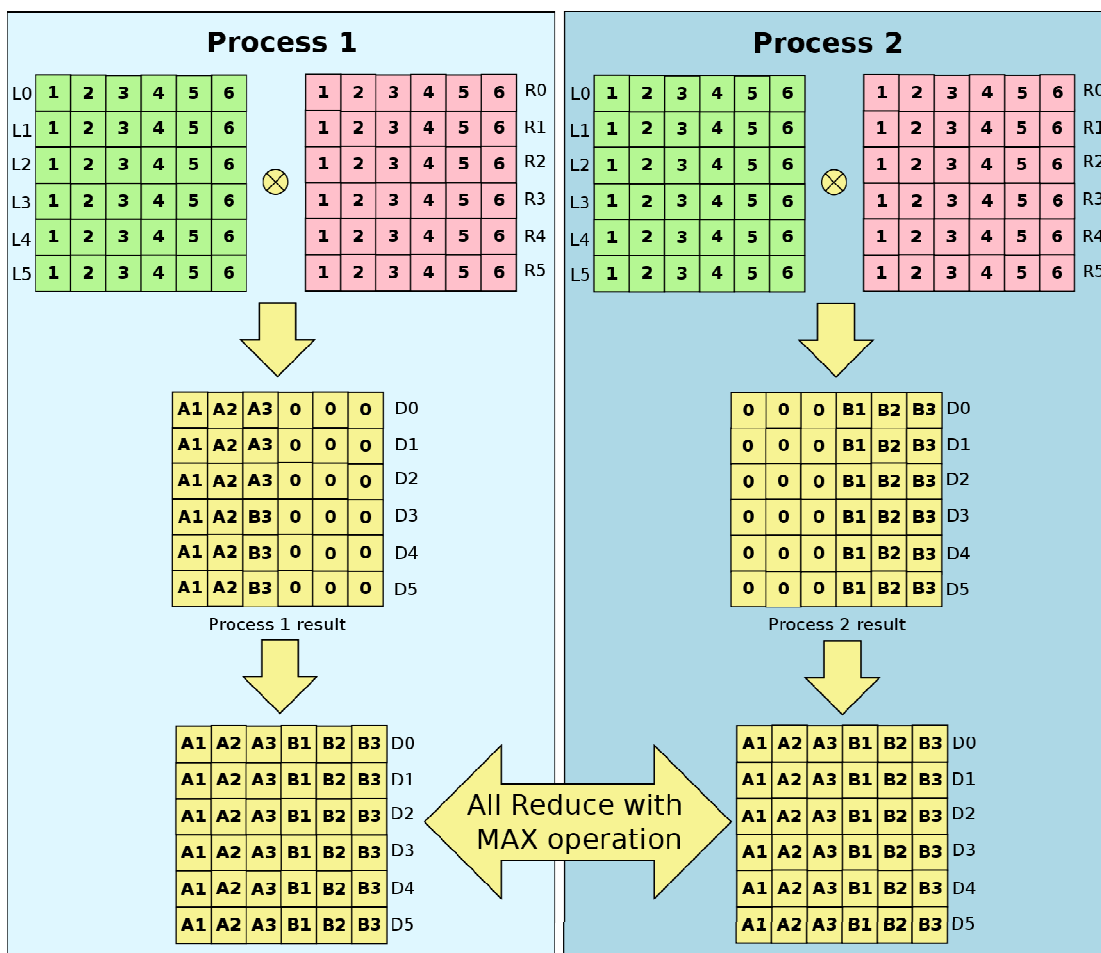 Process 1
L0 1 2 3 4 5 6 1 2 3 4 5 6 R0
L1 1 2 3 4 5 6 1 2 3 4 5 6 R1
L2 1 2 3 4 5 6 1 2 3 4 5 6 R2
L3 1 2 3 4 5 6 1 2 3 4 5 6 R3
L4 1 2 3 4 5 6 1 2 3 4 5 6 R4
L5 1 2 3 4 5 6 1 2 3 4 5 6 R5
A1 A2 A3 0 0 0 D0
A1 A2 A3 0 0 0 D1
A1 A2 A3 0 0 0 D2
A1 A2 B3 0 0 0 D3
A1 A2 B3 0 0 0 D4
A1 A2 B3 0 0 0 D5
Process 1 result
A1 A2 A3 B1 B2 B3 D0
A1 A2 A3 B1 B2 B3 D1
A1 A2 A3 B1 B2 B3 D2
A1 A2 A3 B1 B2 B3 D3
A1 A2 A3 B1 B2 B3 D4
A1 A2 A3 B1 B2 B3 D5
All Reduce with
MAX operation
Process 2
L0 1 2 3 4 5 6 1 2 3 4 5 6 R0
L1 1 2 3 4 5 6 1 2 3 4 5 6 R1
L2 1 2 3 4 5 6 1 2 3 4 5 6 R2
L3 1 2 3 4 5 6 1 2 3 4 5 6 R3
L4 1 2 3 4 5 6 1 2 3 4 5 6 R4
L5 1 2 3 4 5 6 1 2 3 4 5 6 R5
0 0 0 B1 B2 B3 D0
0 0 0 B1 B2 B3 D1
0 0 0 B1 B2 B3 D2
0 0 0 B1 B2 B3 D3
0 0 0 B1 B2 B3 D4
0 0 0 B1 B2 B3 D5
Process 2 result
A1 A2 A3 B1 B2 B3 D0
A1 A2 A3 B1 B2 B3 D1
A1 A2 A3 B1 B2 B3 D2
A1 A2 A3 B1 B2 B3 D3
A1 A2 A3 B1 B2 B3 D4
A1 A2 A3 B1 B2 B3 D5